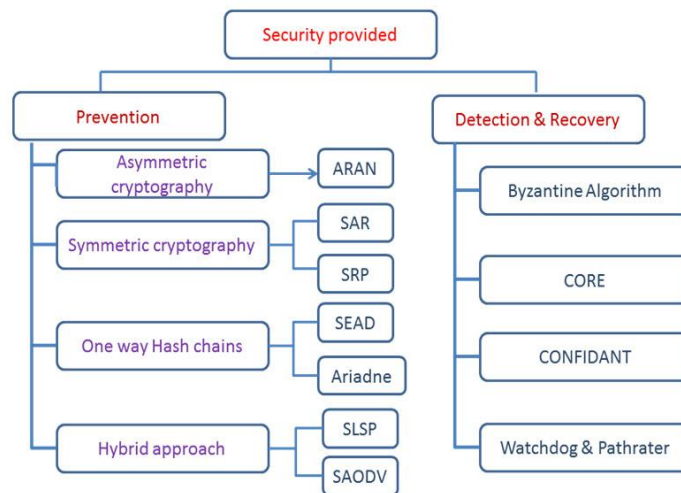 Security provided
Prevention
Asymmetric
cryptography
ARAN
Symmetric cryptography
SAR
SRP
One way Hash chains
SEAD
Ariadne
Hybrid approach
SLSP
SAODV
Detection & Recovery
Byzantine Algorithm
CORE
CONFIDANT
Watchdog & Pathrater